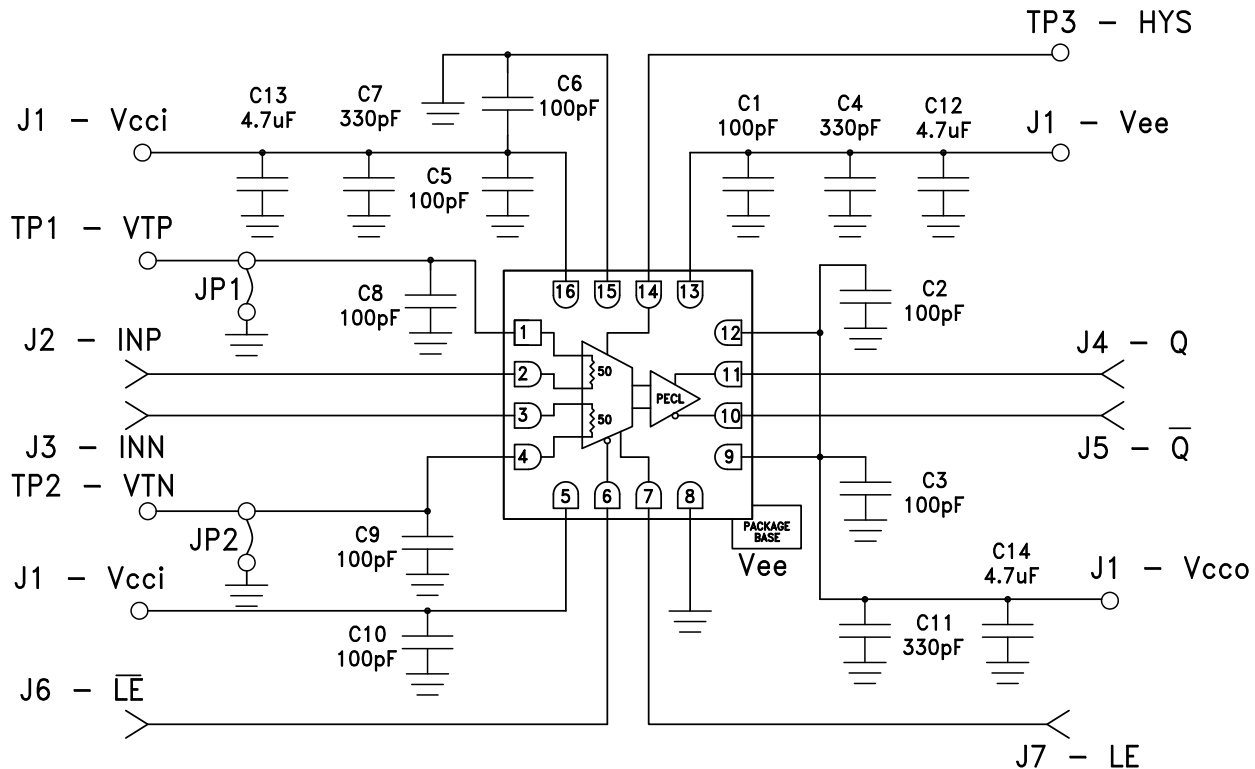 TP3 - HYS
C6
100pF
C13
4.7uF
C7
330pF
C1
100pF
C4
330pF
C12
4.7uF
J1 - Vcci
J1 - Vee
C5
100pF
TP1 - VTP
JP1
C8
100pF
16
15
14
13
C2
100pF
1
12
J2 - INP
J4 - Q
2
50
11
PECL
3
50
10
J3 - INN
J5 - Q̅
4
9
TP2 - VTN
5
6
7
8
C3
100pF
JP2
C9
100pF
PACKAGE
BASE
Vee
C14
4.7uF
J1 - Vcci
J1 - Vcco
C10
100pF
C11
330pF
J6 - L̅E̅
J7 - LE